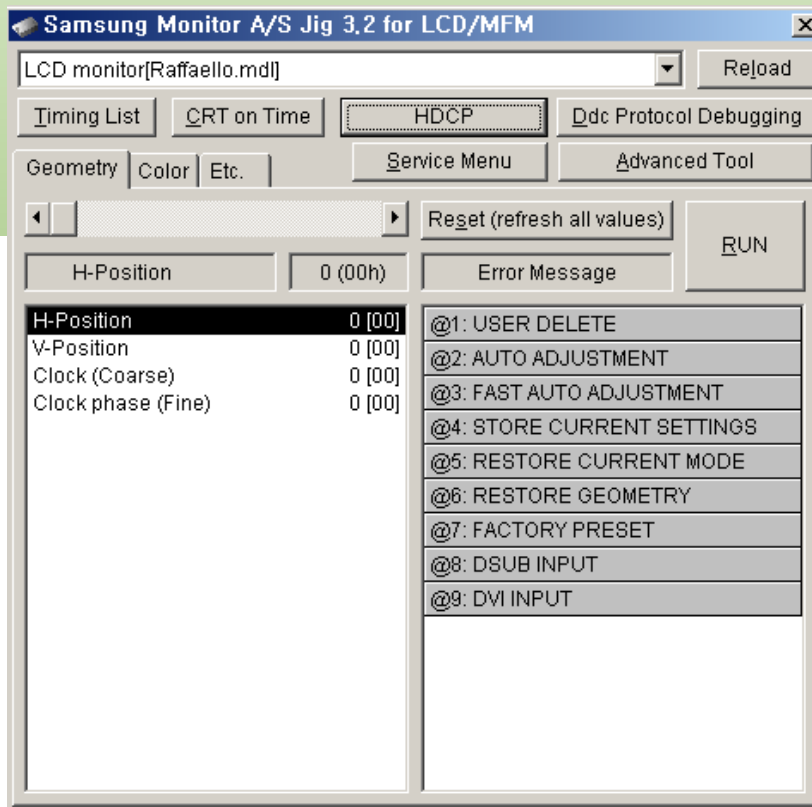 Samsung Monitor A/S Jig 3,2 for LCD/MFM
LCD monitor[Raffaello.mdl]
Reload
Timing List
CRT on Time
HDCP
Ddc Protocol Debugging
Geometry
Color
Etc.
Service Menu
Advanced Tool
Reset (refresh all values)
RUN
H-Position
0 (00h)
Error Message
H-Position 0 [00]
V-Position 0 [00]
Clock (Coarse) 0 [00]
Clock phase (Fine) 0 [00]
@1: USER DELETE
@2: AUTO ADJUSTMENT
@3: FAST AUTO ADJUSTMENT
@4: STORE CURRENT SETTINGS
@5: RESTORE CURRENT MODE
@6: RESTORE GEOMETRY
@7: FACTORY PRESET
@8: DSUB INPUT
@9: DVI INPUT